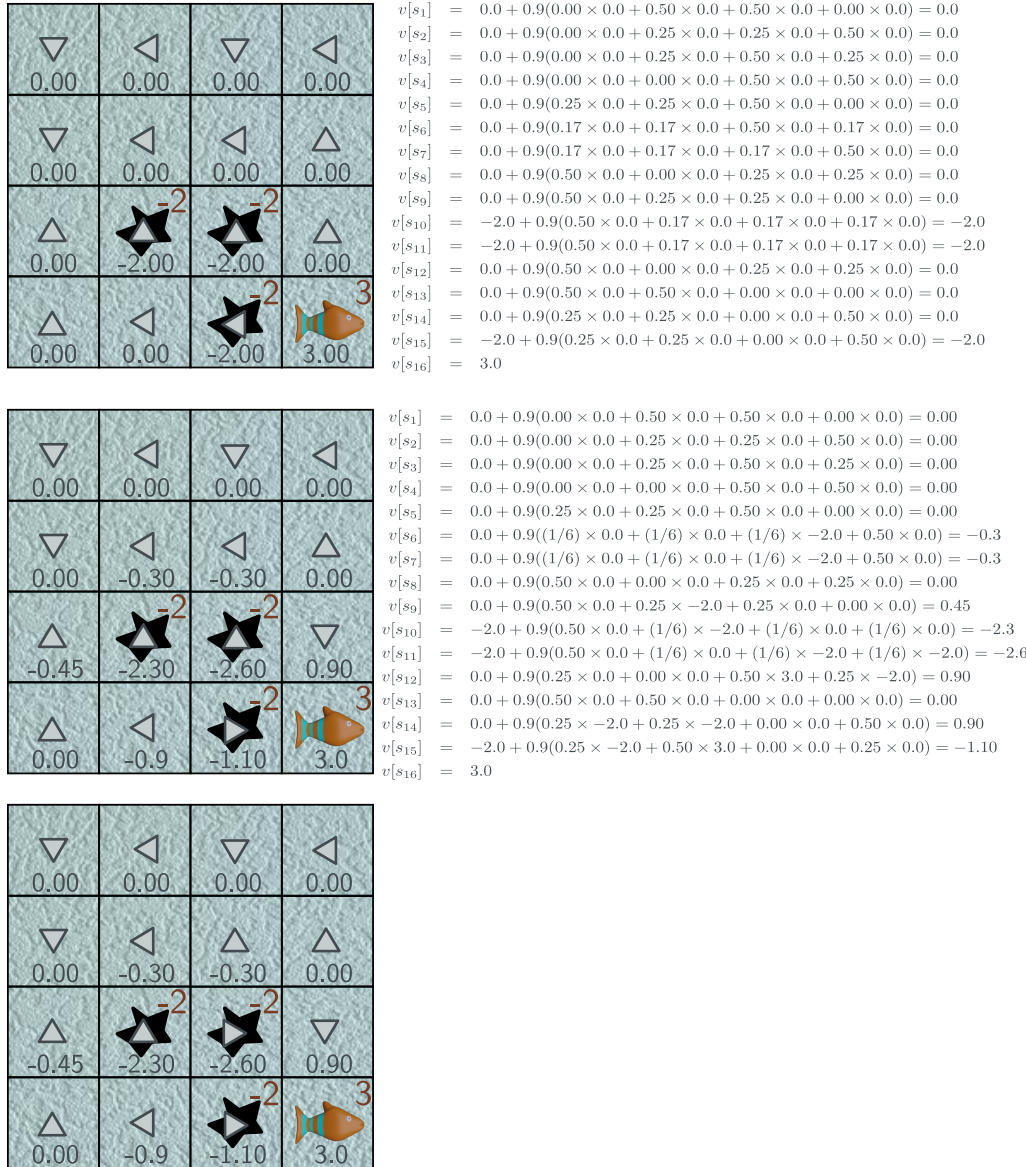 0.00 0.00 0.00 0.00
0.00 0.00 0.00 0.00
-2 -2
0.00 -2.00 -2.00 0.00
-2 3
0.00 0.00 -2.00 3.00
v[s₁] = 0.0 + 0.9(0.00 × 0.0 + 0.50 × 0.0 + 0.50 × 0.0 + 0.00 × 0.0) = 0.0
v[s₂] = 0.0 + 0.9(0.00 × 0.0 + 0.25 × 0.0 + 0.25 × 0.0 + 0.50 × 0.0) = 0.0
v[s₃] = 0.0 + 0.9(0.00 × 0.0 + 0.25 × 0.0 + 0.50 × 0.0 + 0.25 × 0.0) = 0.0
v[s₄] = 0.0 + 0.9(0.00 × 0.0 + 0.00 × 0.0 + 0.50 × 0.0 + 0.50 × 0.0) = 0.0
v[s₅] = 0.0 + 0.9(0.25 × 0.0 + 0.25 × 0.0 + 0.50 × 0.0 + 0.00 × 0.0) = 0.0
v[s₆] = 0.0 + 0.9(0.17 × 0.0 + 0.17 × 0.0 + 0.50 × 0.0 + 0.17 × 0.0) = 0.0
v[s₇] = 0.0 + 0.9(0.17 × 0.0 + 0.17 × 0.0 + 0.17 × 0.0 + 0.50 × 0.0) = 0.0
v[s₈] = 0.0 + 0.9(0.50 × 0.0 + 0.00 × 0.0 + 0.25 × 0.0 + 0.25 × 0.0) = 0.0
v[s₉] = 0.0 + 0.9(0.50 × 0.0 + 0.25 × 0.0 + 0.25 × 0.0 + 0.00 × 0.0) = 0.0
v[s₁₀] = −2.0 + 0.9(0.50 × 0.0 + 0.17 × 0.0 + 0.17 × 0.0 + 0.17 × 0.0) = −2.0
v[s₁₁] = −2.0 + 0.9(0.50 × 0.0 + 0.17 × 0.0 + 0.17 × 0.0 + 0.17 × 0.0) = −2.0
v[s₁₂] = 0.0 + 0.9(0.50 × 0.0 + 0.00 × 0.0 + 0.25 × 0.0 + 0.25 × 0.0) = 0.0
v[s₁₃] = 0.0 + 0.9(0.50 × 0.0 + 0.50 × 0.0 + 0.00 × 0.0 + 0.00 × 0.0) = 0.0
v[s₁₄] = 0.0 + 0.9(0.25 × 0.0 + 0.25 × 0.0 + 0.00 × 0.0 + 0.50 × 0.0) = 0.0
v[s₁₅] = −2.0 + 0.9(0.25 × 0.0 + 0.25 × 0.0 + 0.00 × 0.0 + 0.50 × 0.0) = −2.0
v[s₁₆] = 3.0
0.00 0.00 0.00 0.00
0.00 -0.30 -0.30 0.00
-2 -2
-0.45 -2.30 -2.60 0.90
-2 3
0.00 -0.9 -1.10 3.0
v[s₁] = 0.0 + 0.9(0.00 × 0.0 + 0.50 × 0.0 + 0.50 × 0.0 + 0.00 × 0.0) = 0.00
v[s₂] = 0.0 + 0.9(0.00 × 0.0 + 0.25 × 0.0 + 0.25 × 0.0 + 0.50 × 0.0) = 0.00
v[s₃] = 0.0 + 0.9(0.00 × 0.0 + 0.25 × 0.0 + 0.50 × 0.0 + 0.25 × 0.0) = 0.00
v[s₄] = 0.0 + 0.9(0.00 × 0.0 + 0.00 × 0.0 + 0.50 × 0.0 + 0.50 × 0.0) = 0.00
v[s₅] = 0.0 + 0.9(0.25 × 0.0 + 0.25 × 0.0 + 0.50 × 0.0 + 0.00 × 0.0) = 0.00
v[s₆] = 0.0 + 0.9((1/6) × 0.0 + (1/6) × 0.0 + (1/6) × −2.0 + 0.50 × 0.0) = −0.3
v[s₇] = 0.0 + 0.9((1/6) × 0.0 + (1/6) × 0.0 + (1/6) × −2.0 + 0.50 × 0.0) = −0.3
v[s₈] = 0.0 + 0.9(0.50 × 0.0 + 0.00 × 0.0 + 0.25 × 0.0 + 0.25 × 0.0) = 0.00
v[s₉] = 0.0 + 0.9(0.50 × 0.0 + 0.25 × −2.0 + 0.25 × 0.0 + 0.00 × 0.0) = 0.45
v[s₁₀] = −2.0 + 0.9(0.50 × 0.0 + (1/6) × −2.0 + (1/6) × 0.0 + (1/6) × 0.0) = −2.3
v[s₁₁] = −2.0 + 0.9(0.50 × 0.0 + (1/6) × 0.0 + (1/6) × −2.0 + (1/6) × −2.0) = −2.6
v[s₁₂] = 0.0 + 0.9(0.25 × 0.0 + 0.00 × 0.0 + 0.50 × 3.0 + 0.25 × −2.0) = 0.90
v[s₁₃] = 0.0 + 0.9(0.50 × 0.0 + 0.50 × 0.0 + 0.00 × 0.0 + 0.00 × 0.0) = 0.00
v[s₁₄] = 0.0 + 0.9(0.25 × −2.0 + 0.25 × −2.0 + 0.00 × 0.0 + 0.50 × 0.0) = 0.90
v[s₁₅] = −2.0 + 0.9(0.25 × −2.0 + 0.50 × 3.0 + 0.00 × 0.0 + 0.25 × 0.0) = −1.10
v[s₁₆] = 3.0
0.00 0.00 0.00 0.00
0.00 -0.30 -0.30 0.00
-2 -2
-0.45 -2.30 -2.60 0.90
-2 3
0.00 -0.9 -1.10 3.0